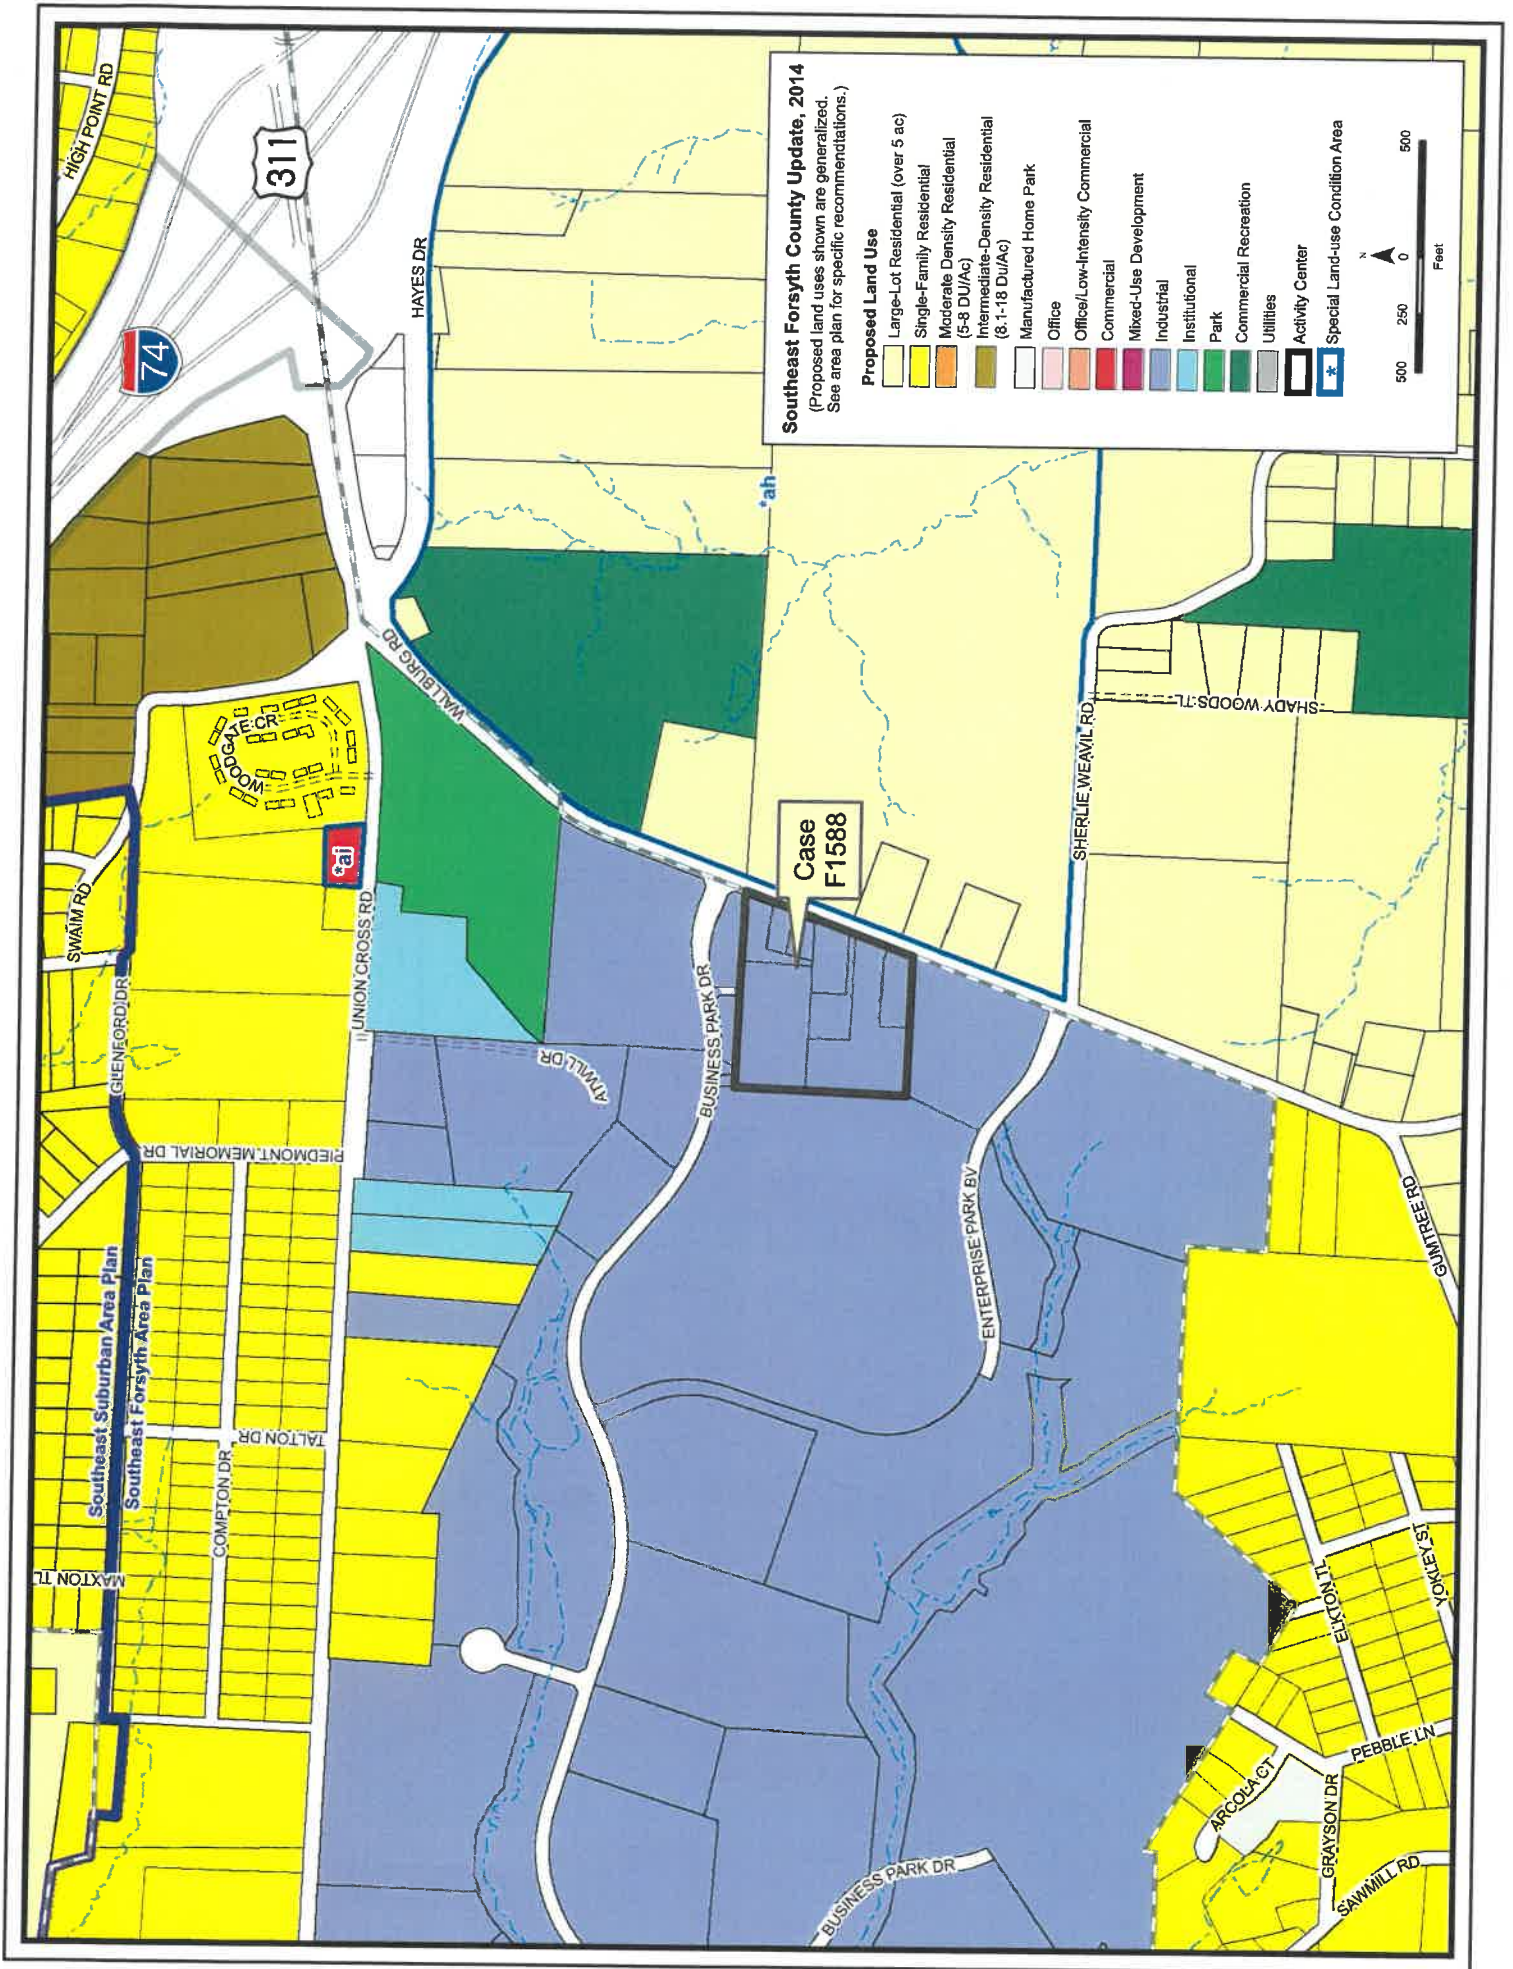 Southeast Forsyth County Update, 2014
(Proposed land uses shown are generalized.
See area plan for specific recommendations.)
Proposed Land Use
Large-Lot Residential (over 5 ac)
Single-Family Residential
Moderate Density Residential
(5-8 DU/Ac)
Intermediate-Density Residential
(8.1-18 Du/Ac)
Manufactured Home Park
Office
Office/Low-Intensity Commercial
Commercial
Mixed-Use Development
Industrial
Institutional
Park
Commercial Recreation
Utilities
Activity Center
* Special Land-use Condition Area
N
500 250 0 500
Feet
Case
F1588
HIGH POINT RD
311
74
HAYES DR
*ah
WALLBURG RD
WOODGATE CR
*ai
SWAIM RD
UNION CROSS RD
GLENFORD DR
ATWILL DR
BUSINESS PARK DR
PIEDMONT MEMORIAL DR
Southeast Suburban Area Plan
Southeast Forsyth Area Plan
TALTON DR
COMPTON DR
MAXTON TL
SHERLIE WEAVIL RD
SHADY WOODS TL
ENTERPRISE PARK BV
GUMTREE RD
ELKTON TL
YOKLEY ST
PEBBLE LN
ARCOLA CT
GRAYSON DR
SAWMILL RD
BUSINESS PARK DR